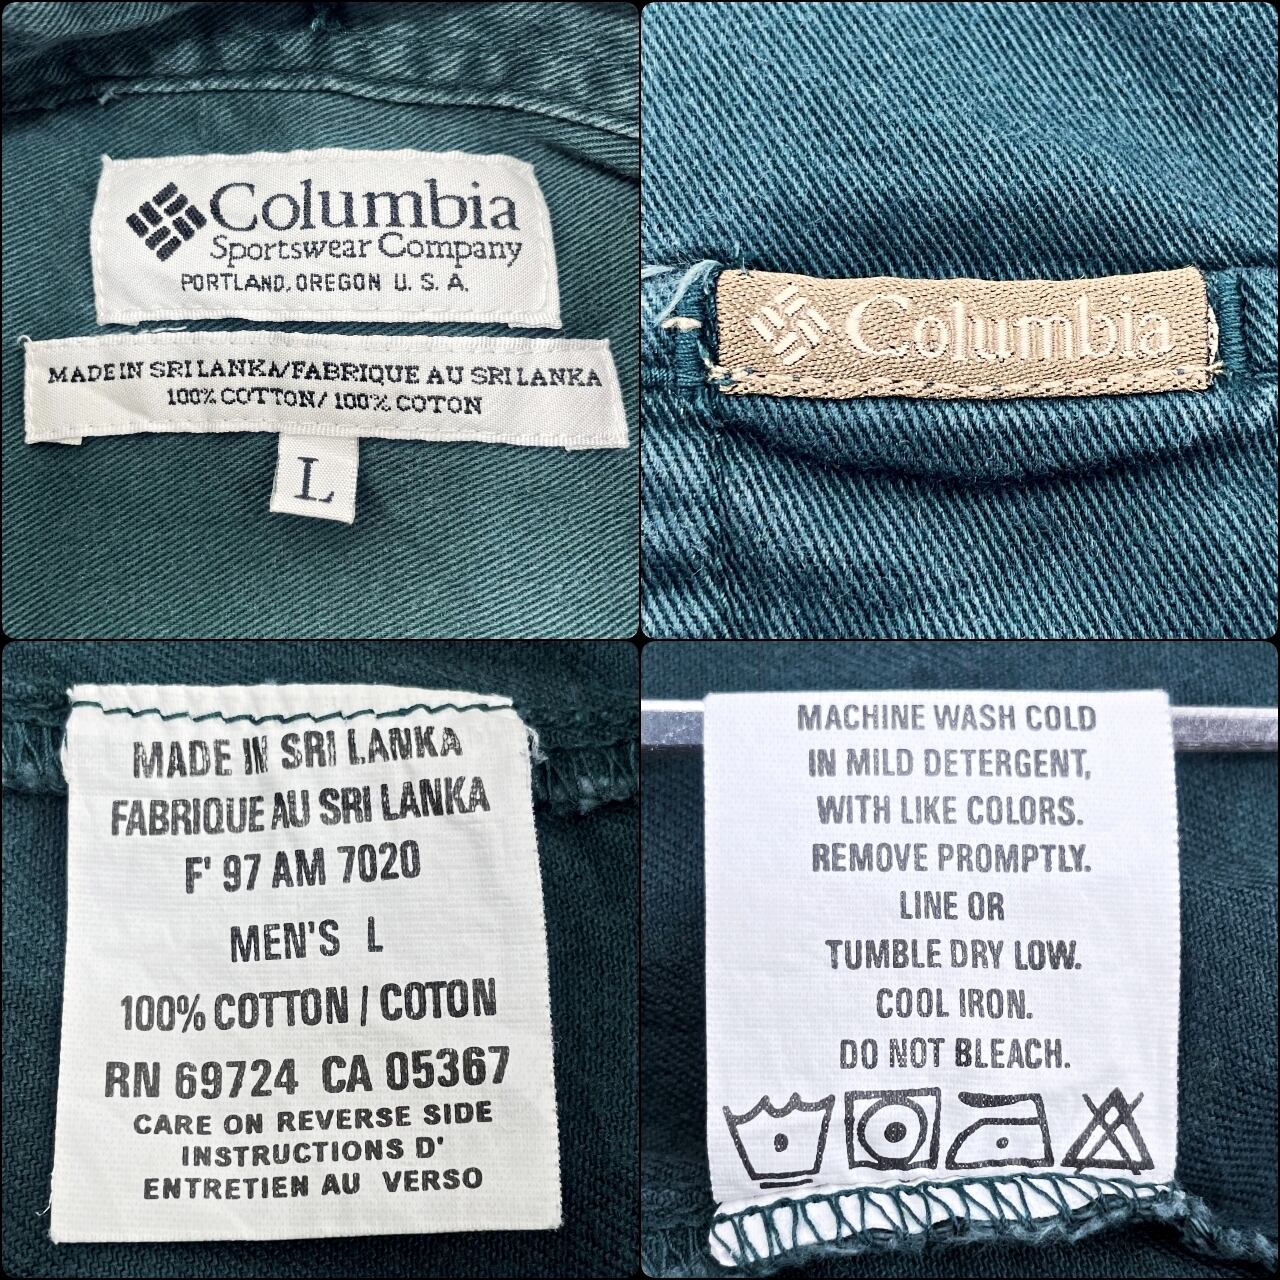 Columbia
Sportswear Company
PORTLAND, OREGON U. S. A.
MADE IN SRI LANKA/FABRIQUE AU SRI LANKA
100% COTTON/ 100% COTON
L
Columbia
MADE IN SRI LANKA
FABRIQUE AU SRI LANKA
F' 97 AM 7020
MEN'S L
100% COTTON / COTON
RN 69724 CA 05367
CARE ON REVERSE SIDE
INSTRUCTIONS D'
ENTRETIEN AU VERSO
MACHINE WASH COLD
IN MILD DETERGENT,
WITH LIKE COLORS.
REMOVE PROMPTLY.
LINE OR
TUMBLE DRY LOW.
COOL IRON.
DO NOT BLEACH.